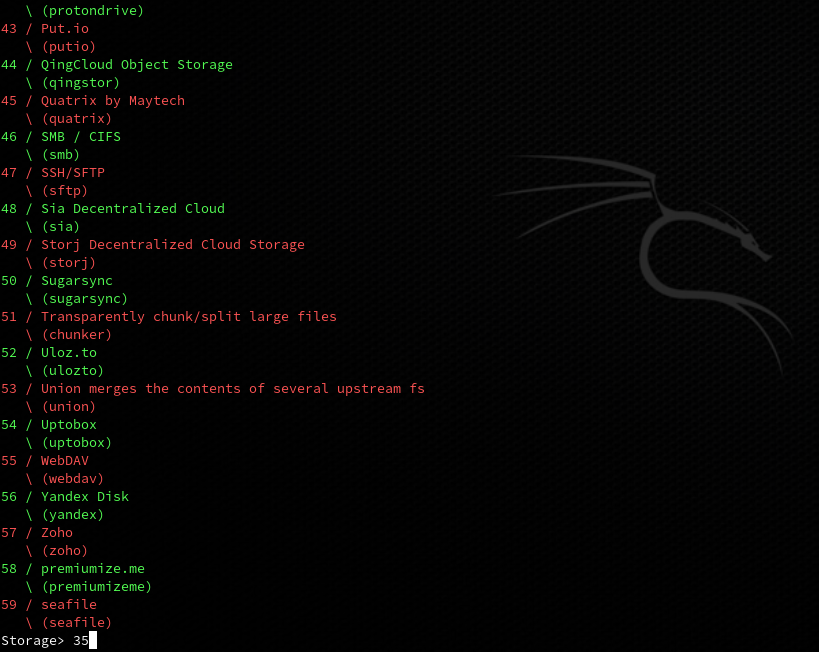 \ (protondrive)
43 / Put.io
\ (putio)
44 / QingCloud Object Storage
\ (qingstor)
45 / Quatrix by Maytech
\ (quatrix)
46 / SMB / CIFS
\ (smb)
47 / SSH/SFTP
\ (sftp)
48 / Sia Decentralized Cloud
\ (sia)
49 / Storj Decentralized Cloud Storage
\ (storj)
50 / Sugarsync
\ (sugarsync)
51 / Transparently chunk/split large files
\ (chunker)
52 / Uloz.to
\ (ulozto)
53 / Union merges the contents of several upstream fs
\ (union)
54 / Uptobox
\ (uptobox)
55 / WebDAV
\ (webdav)
56 / Yandex Disk
\ (yandex)
57 / Zoho
\ (zoho)
58 / premiumize.me
\ (premiumizeme)
59 / seafile
\ (seafile)
Storage> 35